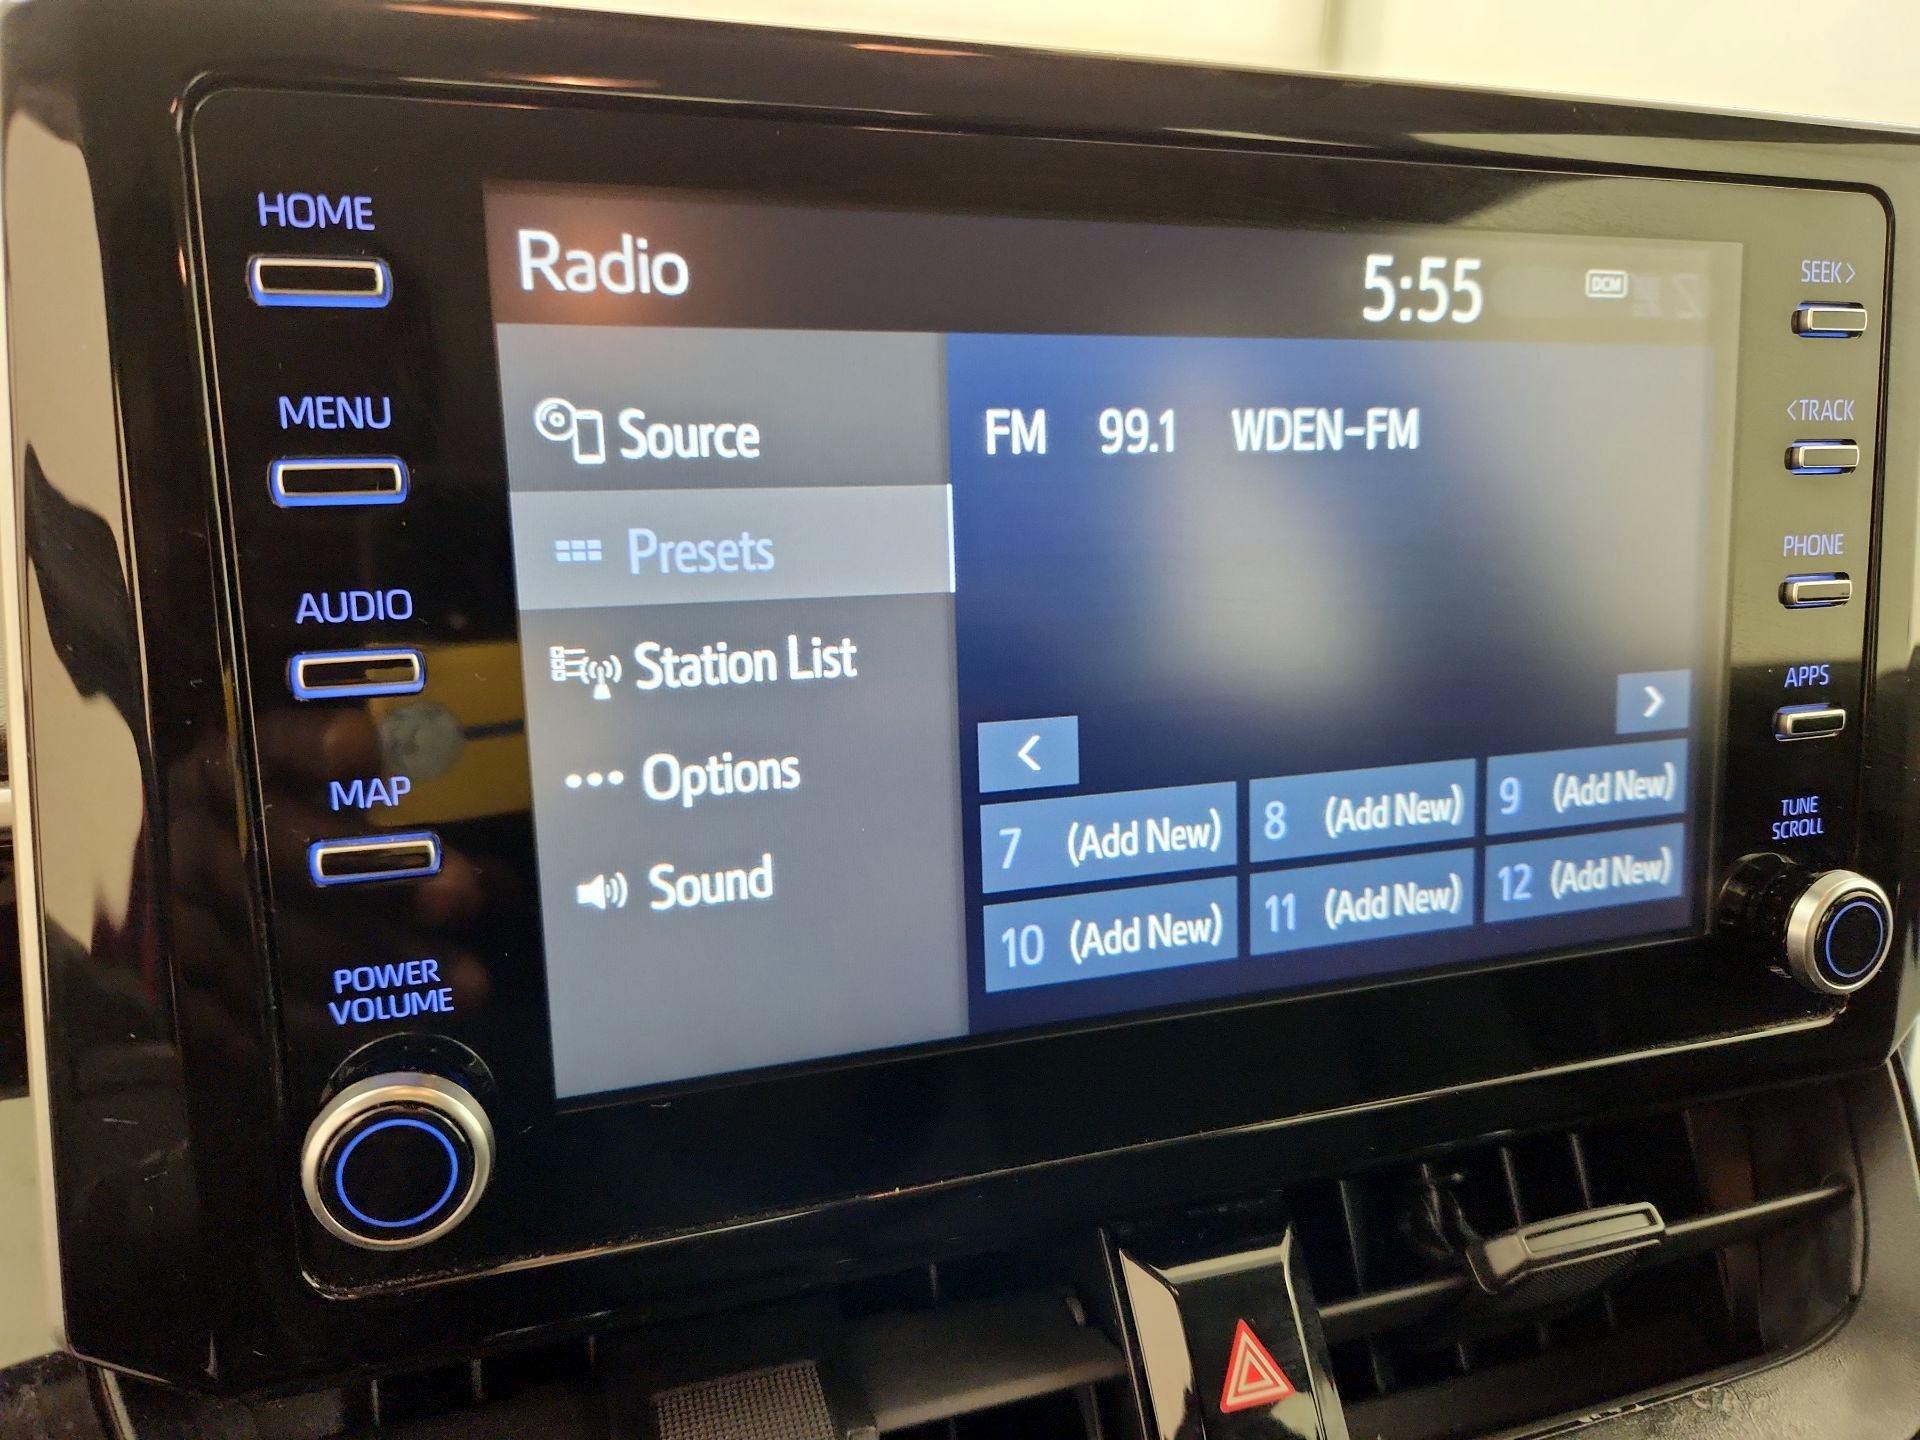 HOME
MENU
AUDIO
MAP
POWER
VOLUME
Radio
5:55
DCM
Source
Presets
Station List
Options
Sound
FM 99.1 WDEN-FM
<
>
7 (Add New)
8 (Add New)
9 (Add New)
10 (Add New)
11 (Add New)
12 (Add New)
SEEK>
<TRACK
PHONE
APPS
TUNE
SCROLL